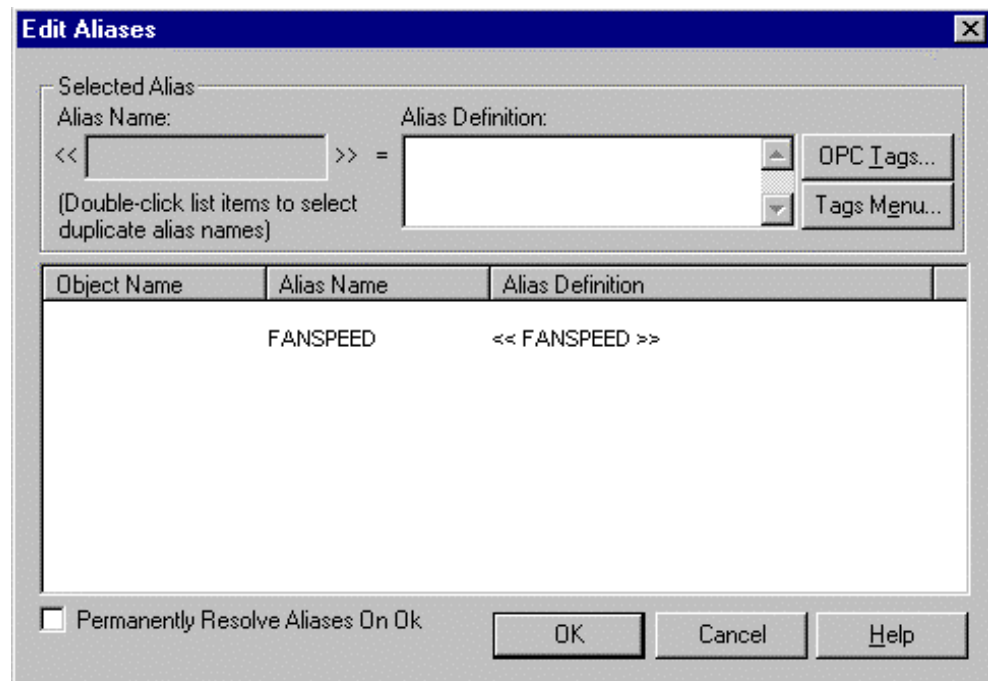 Edit Aliases
Selected Alias
Alias Name:
Alias Definition:
<< >> =
OPC Tags...
(Double-click list items to select
duplicate alias names)
Tags Menu...
Object Name Alias Name Alias Definition
FANSPEED << FANSPEED >>
Permanently Resolve Aliases On Ok
OK Cancel Help